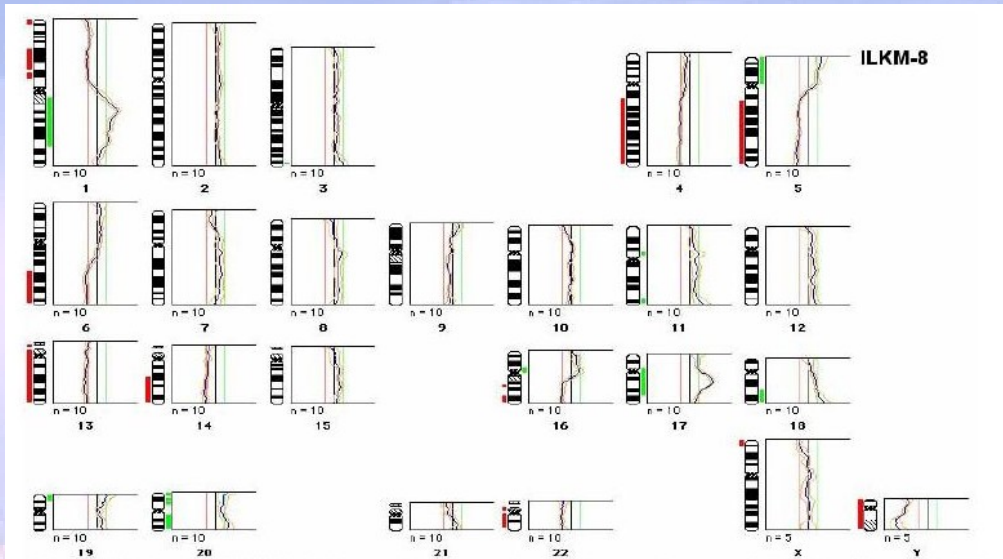 ILKM-8
n = 10 n = 10 n = 10 n = 10 n = 10
1 2 3 4 5
n = 10 n = 10 n = 10 n = 10 n = 10 n = 10 n = 10
6 7 8 9 10 11 12
n = 10 n = 10 n = 10 n = 10 n = 10 n = 10
13 14 15 16 17 18
n = 10 n = 10 n = 10 n = 10 n = 5 n = 5
19 20 21 22 X Y